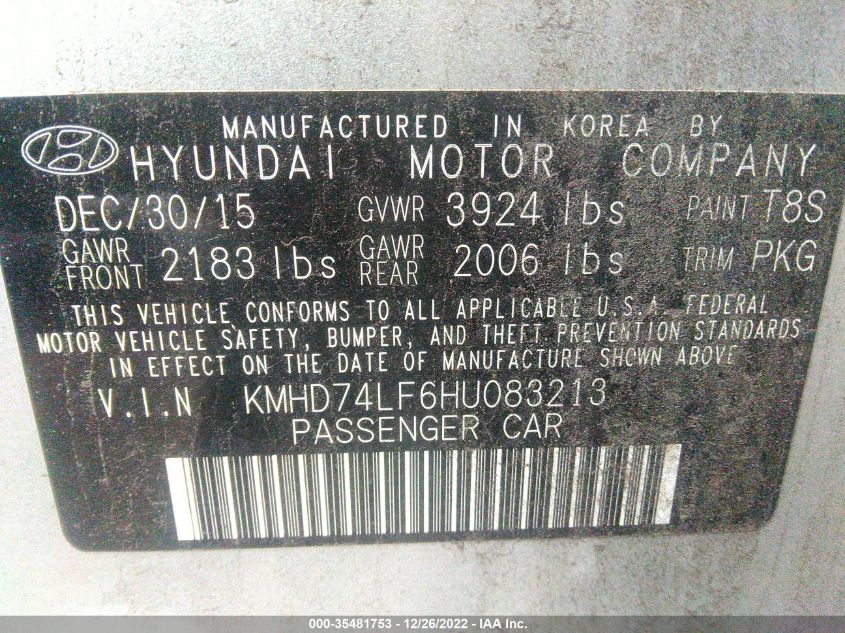 MANUFACTURED IN KOREA BY
HYUNDAI MOTOR COMPANY
DEC/30/15 GVWR 3924 lbs PAINT T8S
GAWR FRONT 2183 lbs GAWR REAR 2006 lbs TRIM PKG
THIS VEHICLE CONFORMS TO ALL APPLICABLE U.S.A. FEDERAL
MOTOR VEHICLE SAFETY, BUMPER, AND THEFT PREVENTION STANDARDS
IN EFFECT ON THE DATE OF MANUFACTURE SHOWN ABOVE
V.I.N KMHD74LF6HU083213
PASSENGER CAR
000-35481753 - 12/26/2022 - IAA Inc.